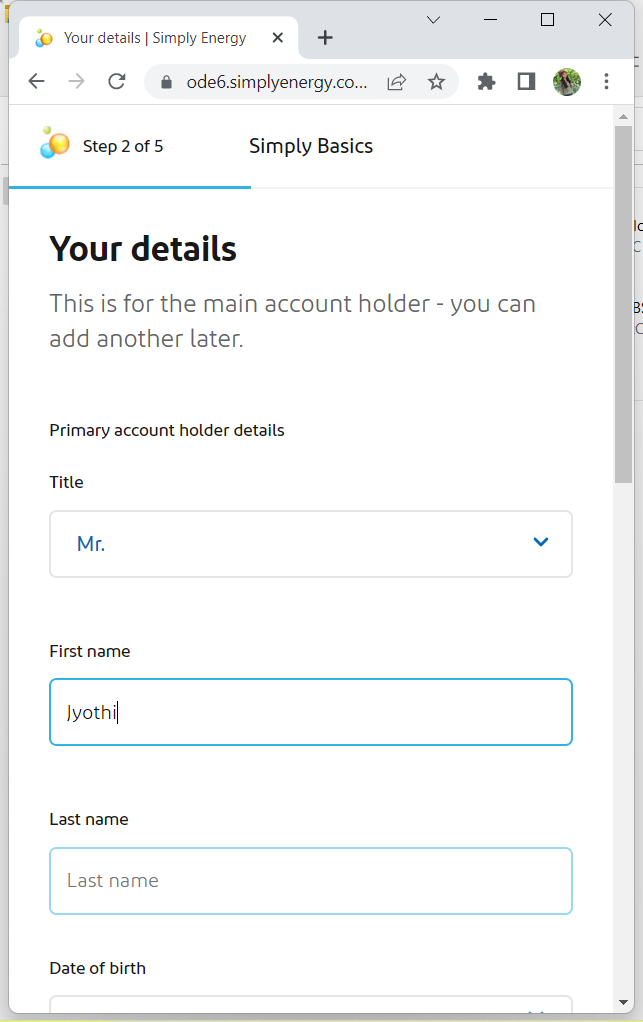 Your details | Simply Energy
ode6.simplyenergy.co...
Step 2 of 5
Simply Basics
Your details
This is for the main account holder - you can
add another later.
Primary account holder details
Title
Mr.
First name
Jyothi
Last name
Last name
Date of birth